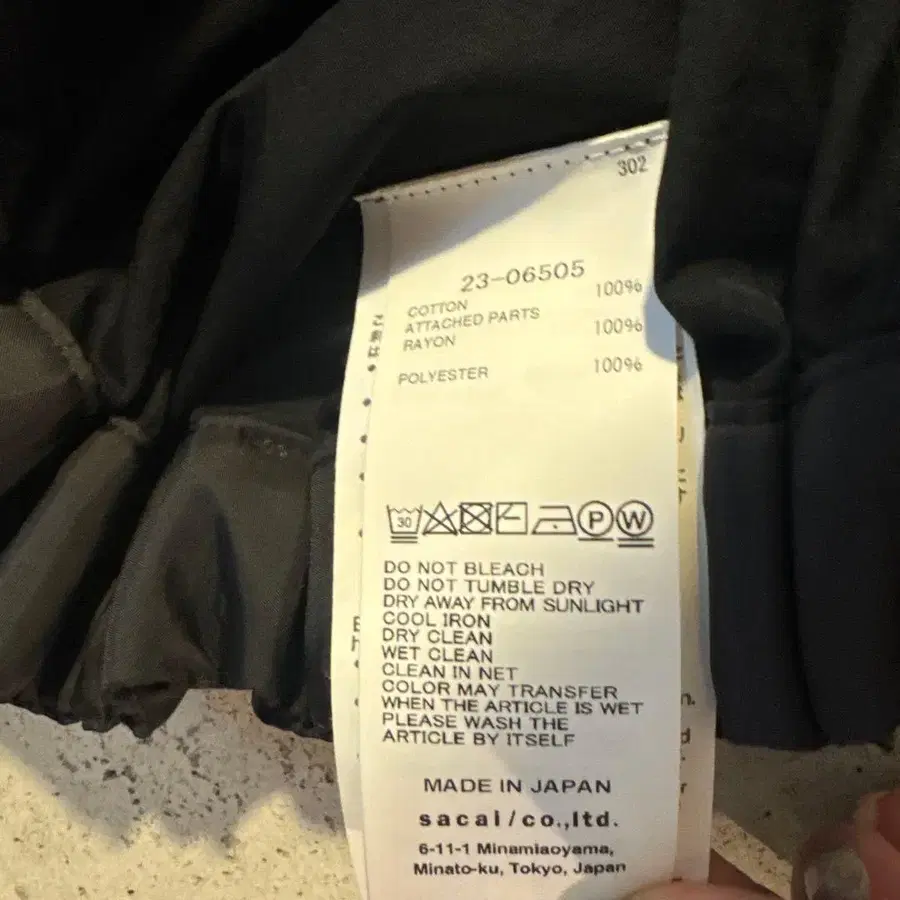 302
23-06505
COTTON 100%
ATTACHED PARTS
RAYON 100%
POLYESTER 100%
30
P
W
DO NOT BLEACH
DO NOT TUMBLE DRY
DRY AWAY FROM SUNLIGHT
COOL IRON
DRY CLEAN
WET CLEAN
CLEAN IN NET
COLOR MAY TRANSFER
WHEN THE ARTICLE IS WET
PLEASE WASH THE
ARTICLE BY ITSELF
MADE IN JAPAN
sacai/co.,ltd.
6-11-1 Minamiaoyama,
Minato-ku, Tokyo, Japan